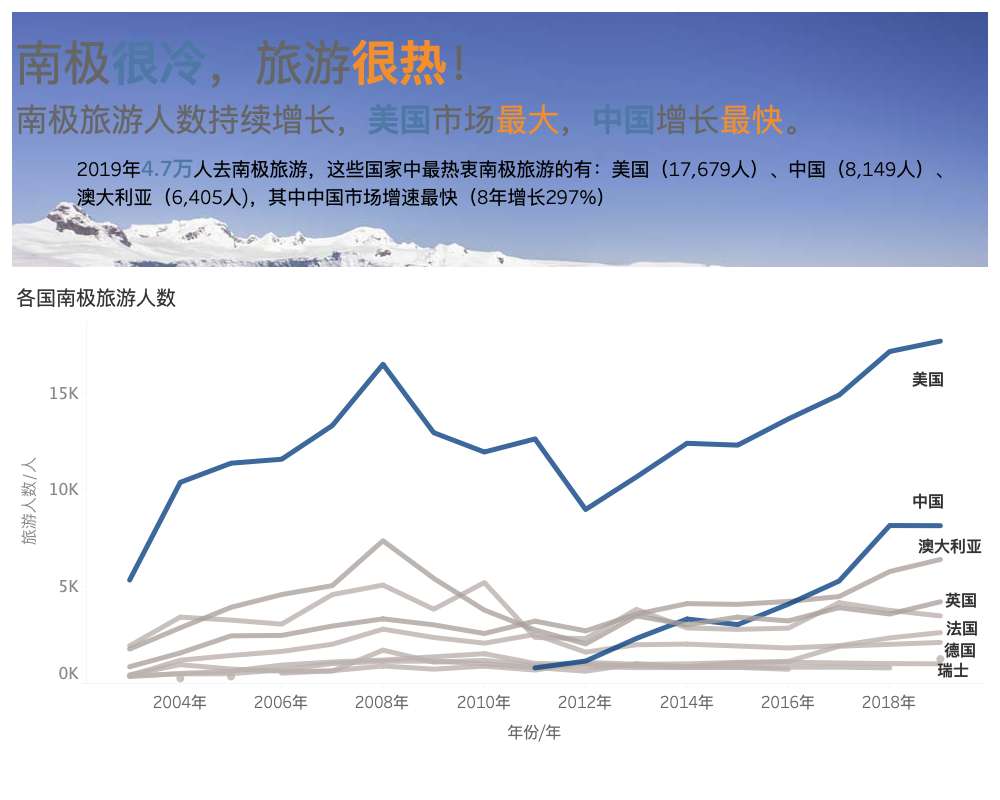 南极很冷，旅游很热！
南极旅游人数持续增长，美国市场最大，中国增长最快。
2019年4.7万人去南极旅游，这些国家中最热衷南极旅游的有：美国（17,679人）、中国（8,149人）、
澳大利亚（6,405人)，其中中国市场增速最快（8年增长297%）
各国南极旅游人数
15K
10K
5K
0K
旅游人数/人
美国
中国
澳大利亚
英国
法国
德国
瑞士
2004年
2006年
2008年
2010年
2012年
2014年
2016年
2018年
年份/年